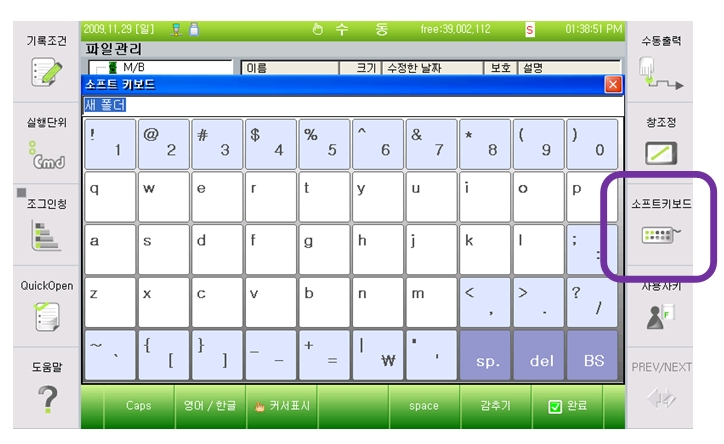 기록조건
실행단위
Cmd
조그인칭
QuickOpen
도움말
?
2009.11.29 [일] 수 동 free:39,002,112 S 01:38:51 PM
파일관리
M/B 이름 크기 수정한 날짜 보호 설명
소프트 키보드
새 폴더
! 1 @ 2 # 3 $ 4 % 5 ^ 6 & 7 * 8 ( 9 ) 0
q w e r t y u i o p
a s d f g h j k l ; :
z x c v b n m < , > . ? /
~ ` { [ } ] _ - + = | ₩ " ' sp. del BS
Caps 영어 / 한글 커서표시 space 감추기 완료
수동출력
창조정
소프트키보드
사용자키
F
PREV/NEXT